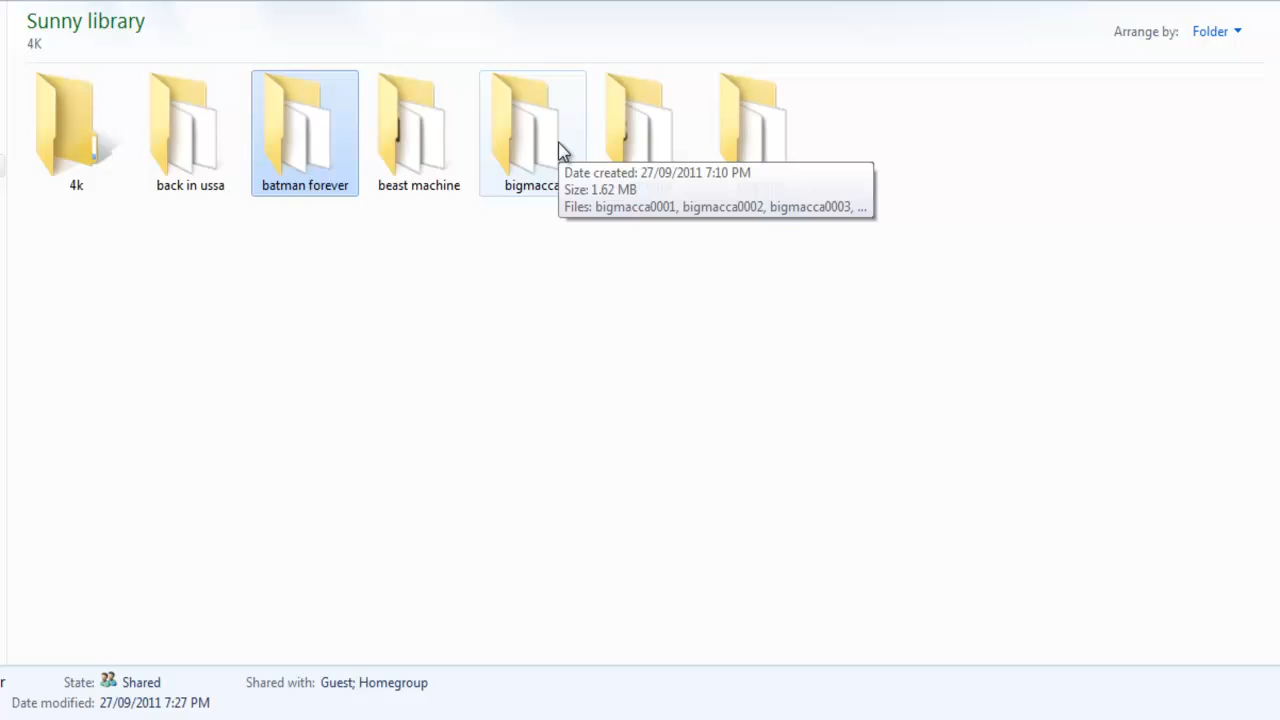 Sunny library
4K
Arrange by: Folder
4k
back in ussa
batman forever
beast machine
bigmacca
Date created: 27/09/2011 7:10 PM
Size: 1.62 MB
Files: bigmacca0001, bigmacca0002, bigmacca0003, ...
r
State: Shared
Shared with: Guest; Homegroup
Date modified: 27/09/2011 7:27 PM